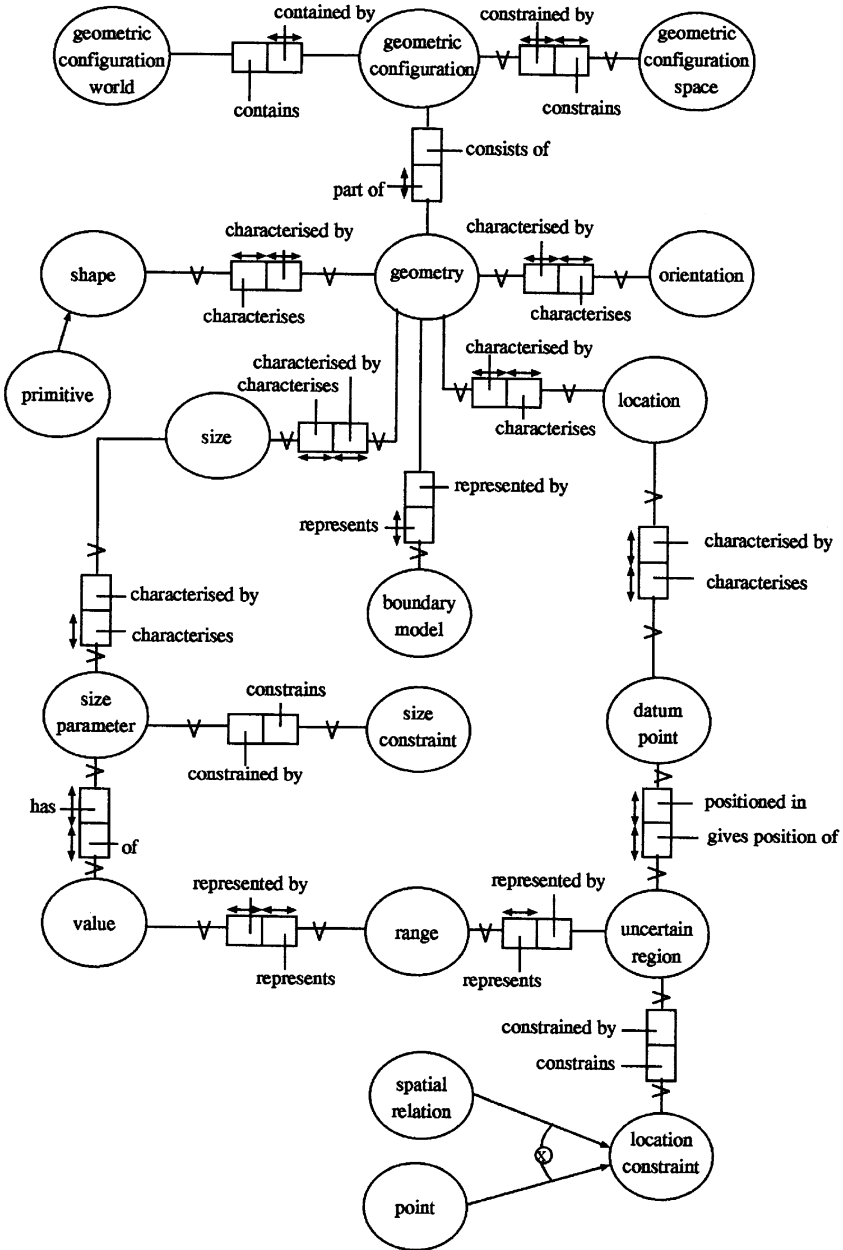 contained by
constrained by
geometric
configuration
world
geometric
configuration
geometric
configuration
space
contains
constrains
consists of
part of
characterised by
characterised by
shape
geometry
orientation
characterises
characterises
characterised by
characterised by
characterises
primitive
size
location
characterises
represented by
represents
characterised by
characterises
characterised by
characterises
boundary
model
size
parameter
constrains
size
constraint
datum
point
constrained by
has
of
positioned in
gives position of
represented by
represented by
value
range
uncertain
region
represents
represents
constrained by
constrains
spatial
relation
X
location
constraint
point